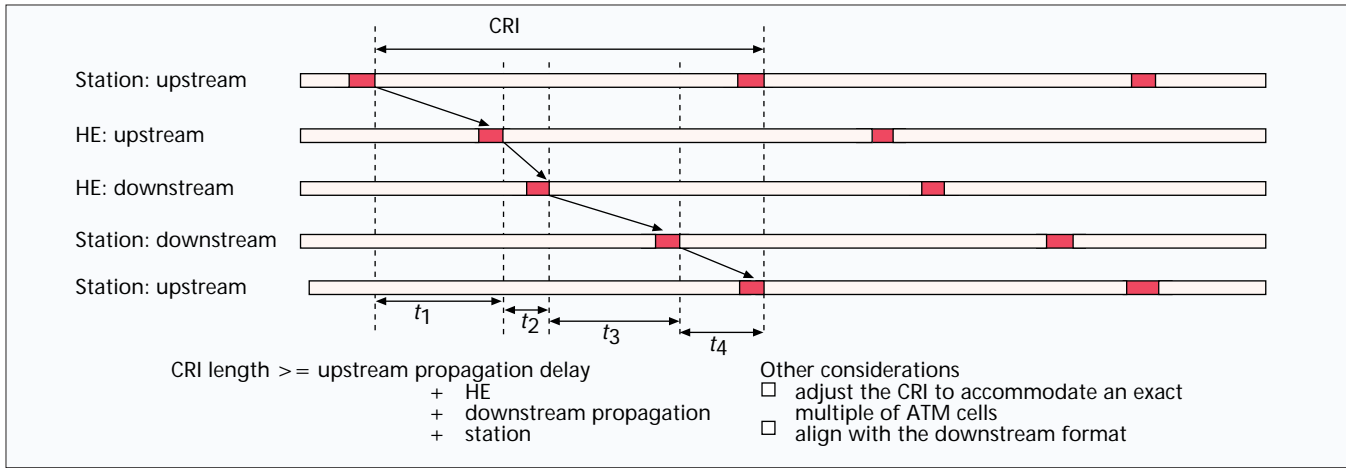 CRI
Station: upstream
HE: upstream
HE: downstream
Station: downstream
Station: upstream
t1
t2
t3
t4
CRI length >= upstream propagation delay
+ HE
+ downstream propagation
+ station
Other considerations
adjust the CRI to accommodate an exact
multiple of ATM cells
align with the downstream format